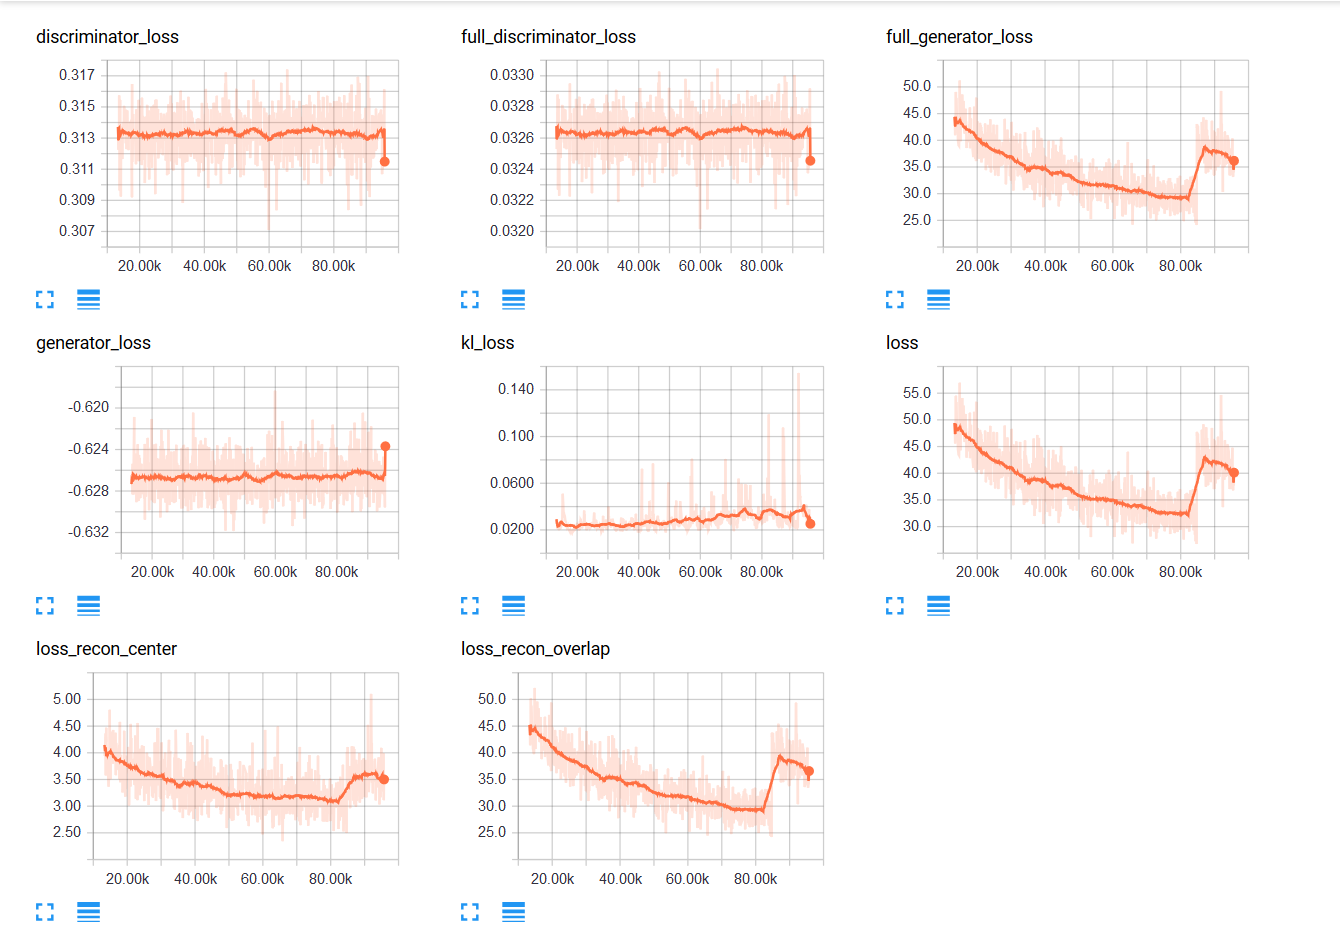 discriminator_loss
0.317
0.315
0.313
0.311
0.309
0.307
20.00k 40.00k 60.00k 80.00k
full_discriminator_loss
0.0330
0.0328
0.0326
0.0324
0.0322
0.0320
20.00k 40.00k 60.00k 80.00k
full_generator_loss
50.0
45.0
40.0
35.0
30.0
25.0
20.00k 40.00k 60.00k 80.00k
generator_loss
-0.620
-0.624
-0.628
-0.632
20.00k 40.00k 60.00k 80.00k
kl_loss
0.140
0.100
0.0600
0.0200
20.00k 40.00k 60.00k 80.00k
loss
55.0
50.0
45.0
40.0
35.0
30.0
20.00k 40.00k 60.00k 80.00k
loss_recon_center
5.00
4.50
4.00
3.50
3.00
2.50
20.00k 40.00k 60.00k 80.00k
loss_recon_overlap
50.0
45.0
40.0
35.0
30.0
25.0
20.00k 40.00k 60.00k 80.00k